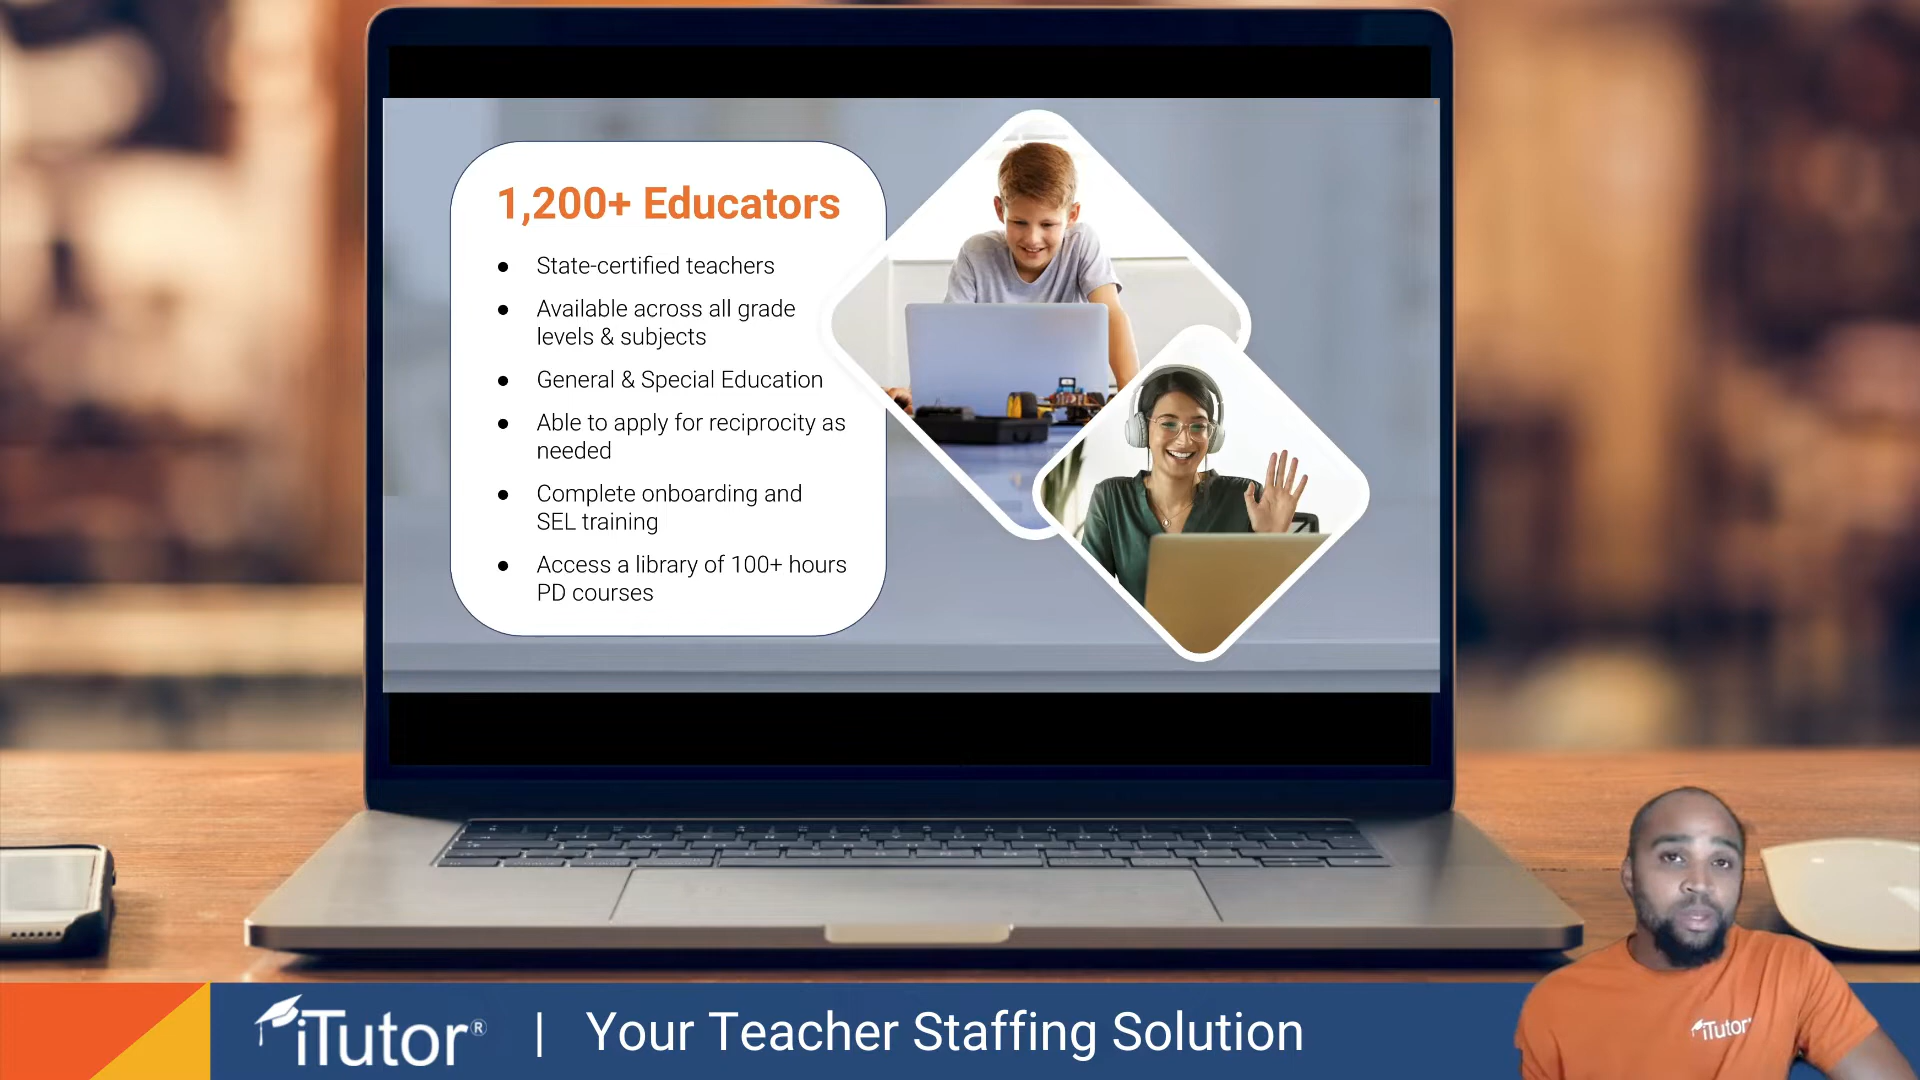 1,200+ Educators
● State-certified teachers
● Available across all grade
levels & subjects
● General & Special Education
● Able to apply for reciprocity as
needed
● Complete onboarding and
SEL training
● Access a library of 100+ hours
PD courses
iTutor® | Your Teacher Staffing Solution
iTutor